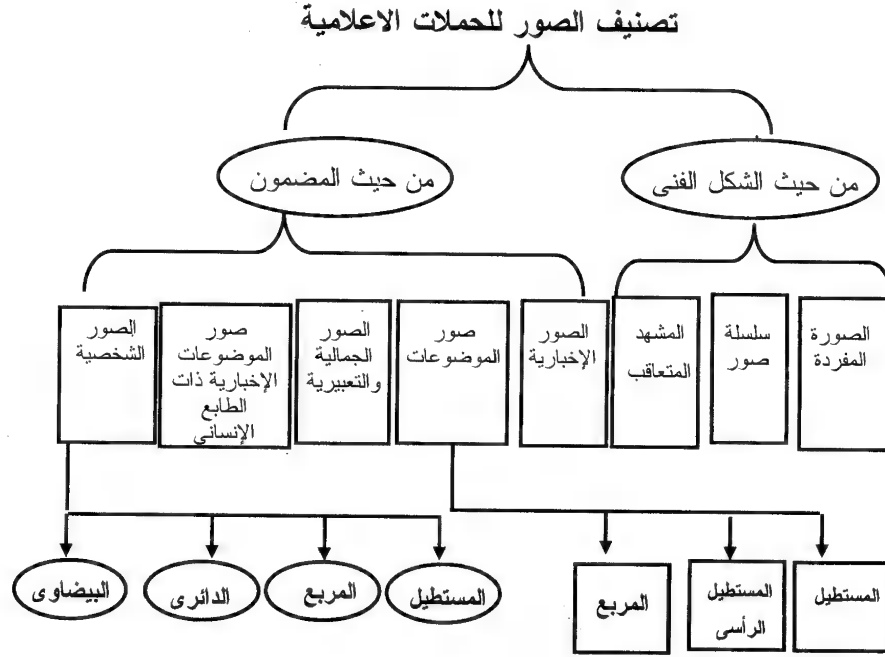 تصنيف الصور للحملات الاعلامية
من حيث الشكل الفنى
من حيث المضمون
الصورة
المفردة
سلسلة
صور
المشهد
المتعاقب
الصور
الإخبارية
صور
الموضوعات
الصور
الجمالية
والتعبيرية
صور
الموضوعات
الإخبارية ذات
الطابع
الإنساني
الصور
الشخصية
المستطيل
المستطيل
الرأسى
المربع
المستطيل
المربع
الدائرى
البيضاوى